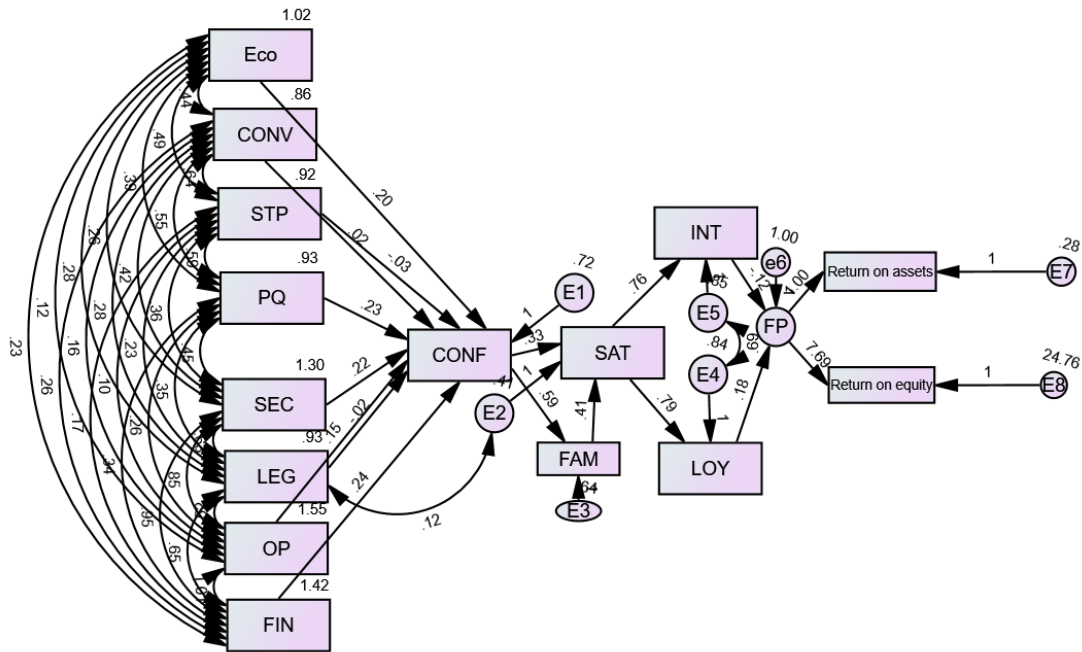 1.02
Eco
.86
CONV
.92
STP
.93
PQ
1.30
SEC
.93
LEG
1.55
OP
1.42
FIN
.44
.49
.39
.64
.55
.26
.28
.42
.12
.28
.36
.45
.23
.16
.23
.35
.10
.26
.26
.17
.34
.85
.95
.65
.20
-.02
-.03
.23
.22
-.02
.15
.24
CONF
.72
E1
1
.33
E2
1
.12
.59
FAM
.64
E3
.41
SAT
.76
.79
INT
LOY
E5
.84
E4
1
.69
-.12
.18
1.00
e6
FP
1.00
7.69
Return on assets
Return on equity
1
.28
E7
1
24.76
E8